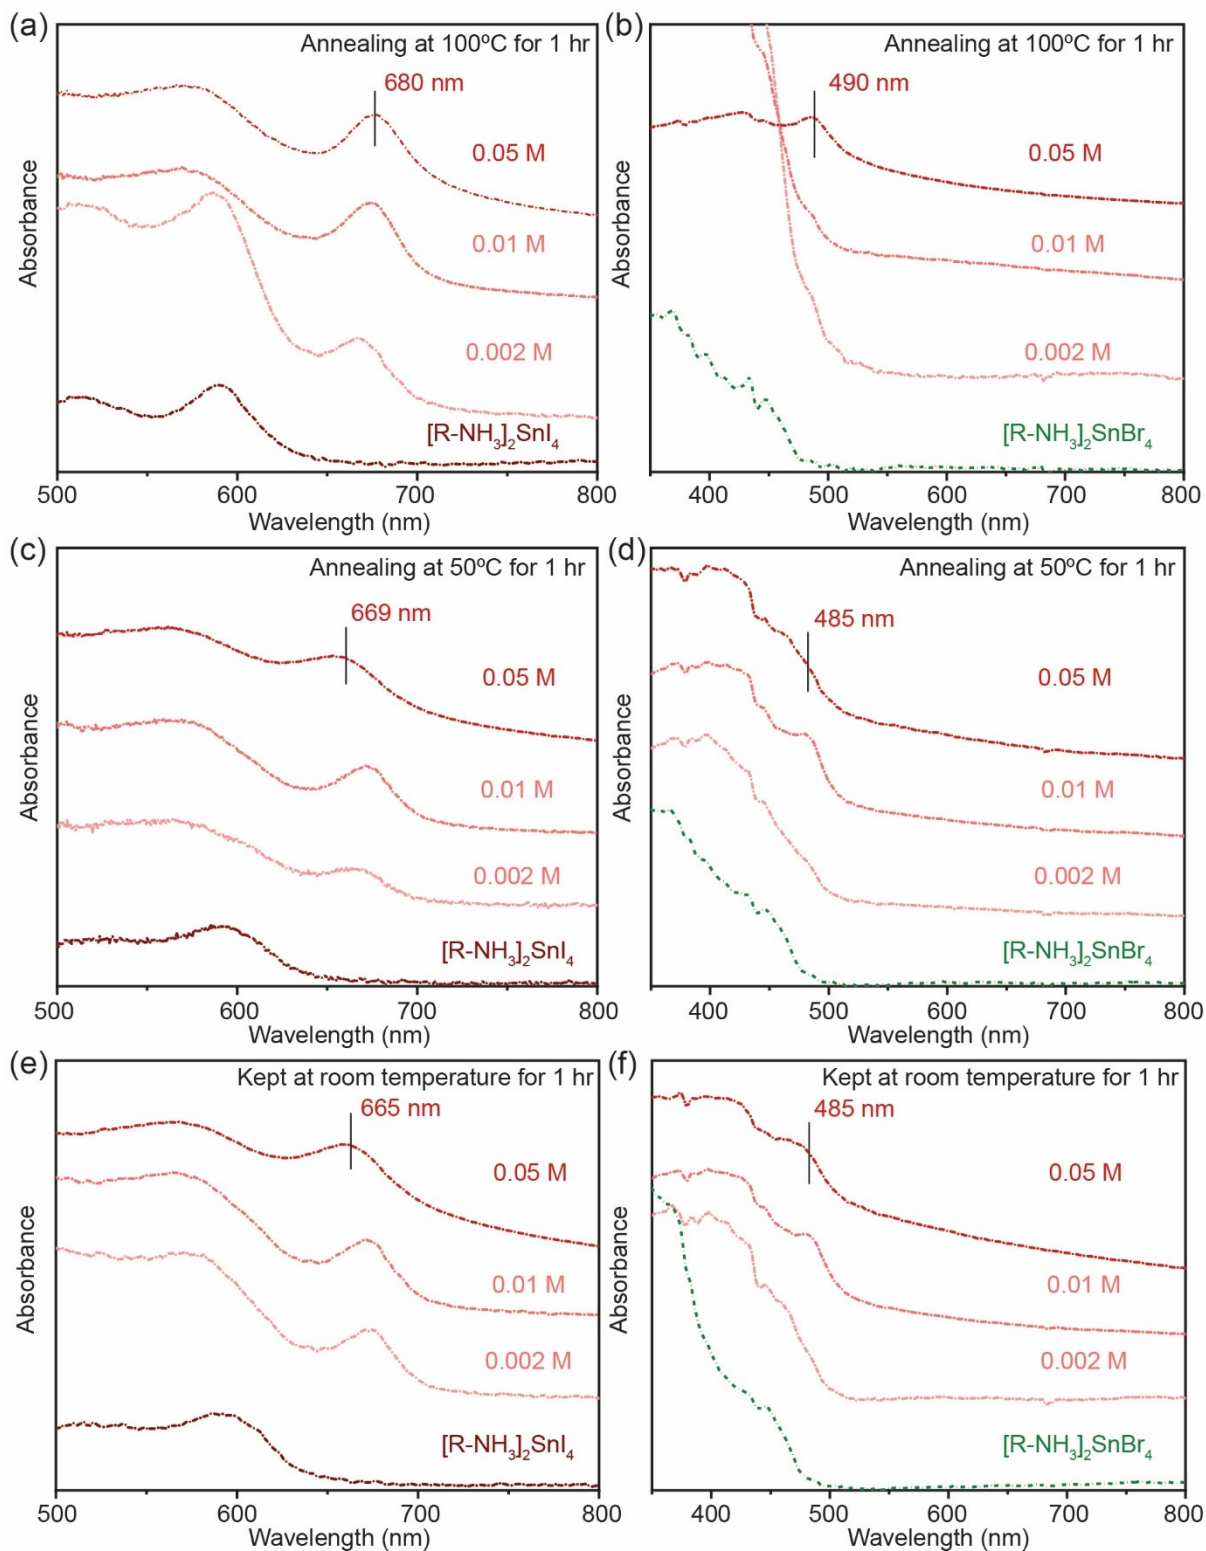 (a)
Annealing at 100ºC for 1 hr
680 nm
0.05 M
0.01 M
0.002 M
[R-NH₃]₂SnI₄
Absorbance
500 600 700 800
Wavelength (nm)
(b)
Annealing at 100ºC for 1 hr
490 nm
0.05 M
0.01 M
0.002 M
[R-NH₃]₂SnBr₄
Absorbance
400 500 600 700 800
Wavelength (nm)
(c)
Annealing at 50ºC for 1 hr
669 nm
0.05 M
0.01 M
0.002 M
[R-NH₃]₂SnI₄
Absorbance
500 600 700 800
Wavelength (nm)
(d)
Annealing at 50ºC for 1 hr
485 nm
0.05 M
0.01 M
0.002 M
[R-NH₃]₂SnBr₄
Absorbance
400 500 600 700 800
Wavelength (nm)
(e)
Kept at room temperature for 1 hr
665 nm
0.05 M
0.01 M
0.002 M
[R-NH₃]₂SnI₄
Absorbance
500 600 700 800
Wavelength (nm)
(f)
Kept at room temperature for 1 hr
485 nm
0.05 M
0.01 M
0.002 M
[R-NH₃]₂SnBr₄
Absorbance
400 500 600 700 800
Wavelength (nm)